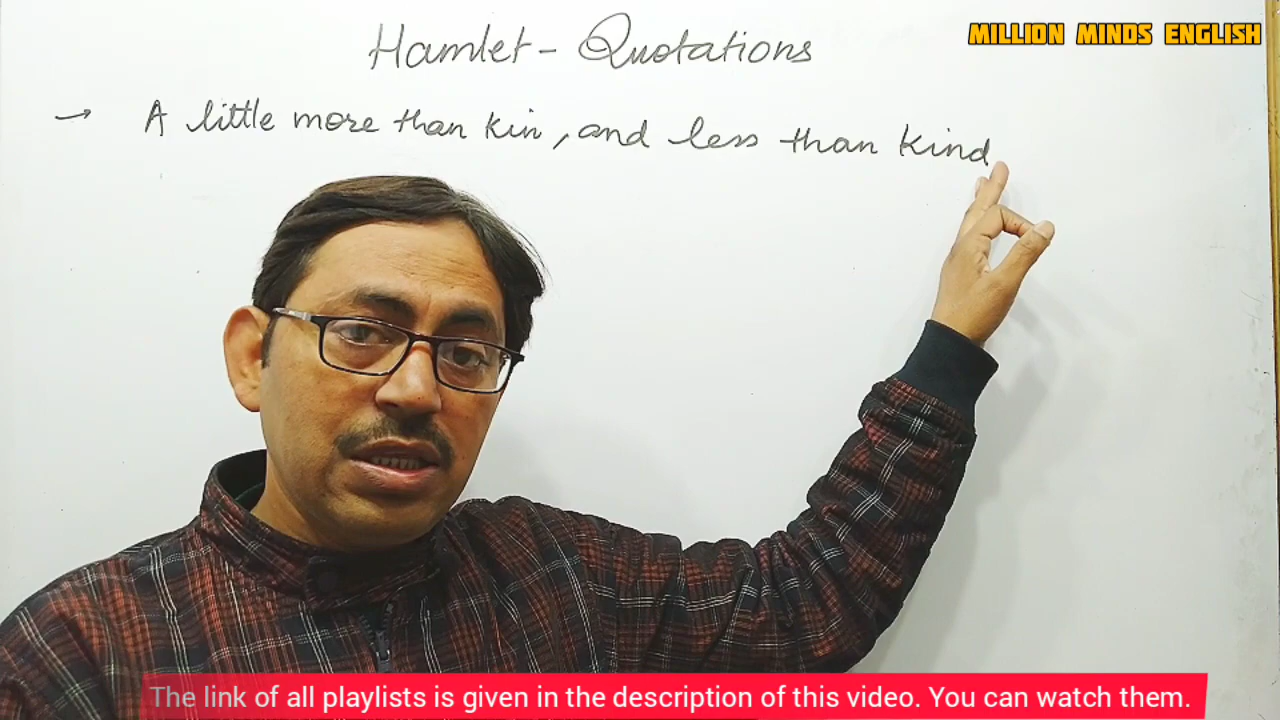 Hamlet - Quotations
MILLION MINDS ENGLISH
→ A little more than kin, and less than kind
The link of all playlists is given in the description of this video. You can watch them.